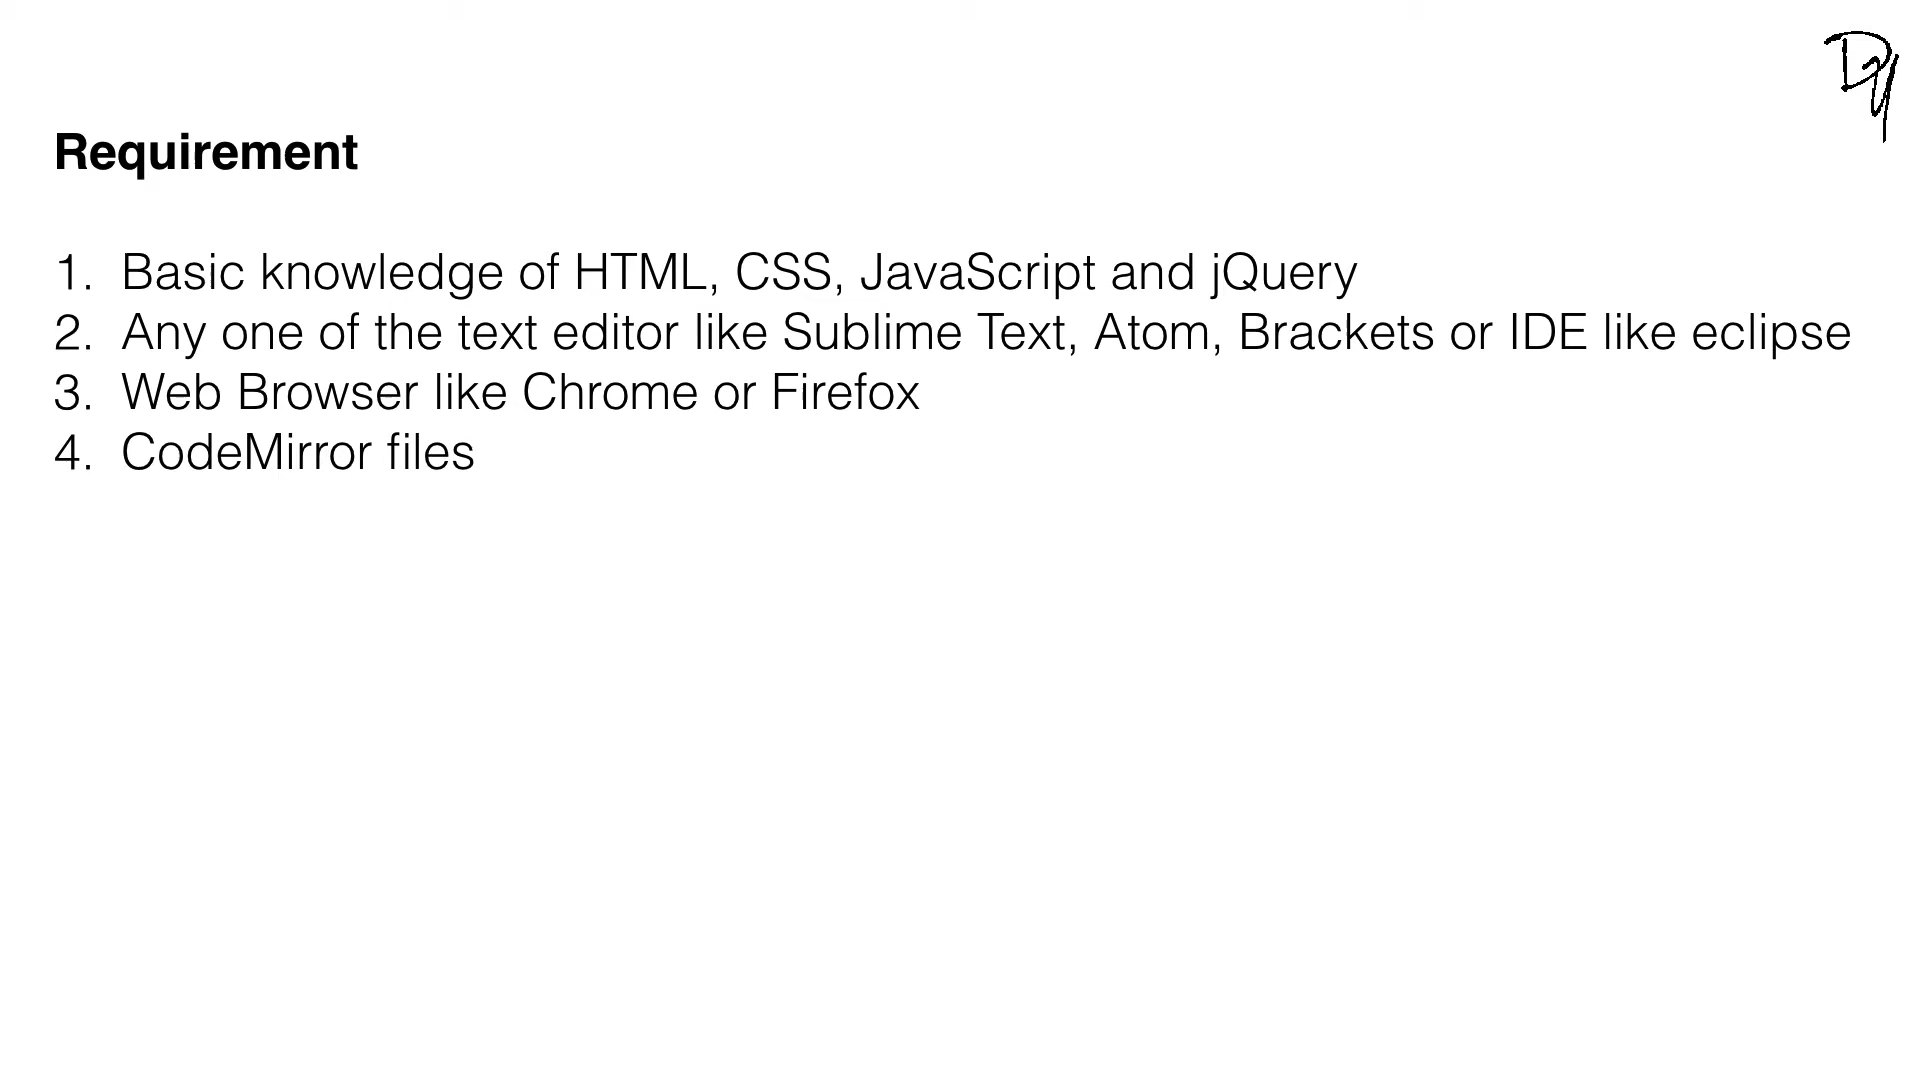 Requirement
1. Basic knowledge of HTML, CSS, JavaScript and jQuery
2. Any one of the text editor like Sublime Text, Atom, Brackets or IDE like eclipse
3. Web Browser like Chrome or Firefox
4. CodeMirror files